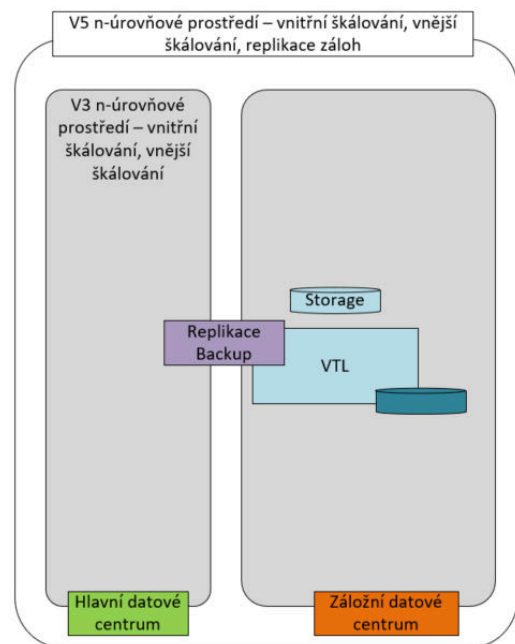 V5 n-úrovňové prostředí – vnitřní škálování, vnější
škálování, replikace záloh
V3 n-úrovňové
prostředí – vnitřní
škálování, vnější
škálování
Storage
Replikace
Backup
VTL
Hlavní datové
centrum
Záložní datové
centrum